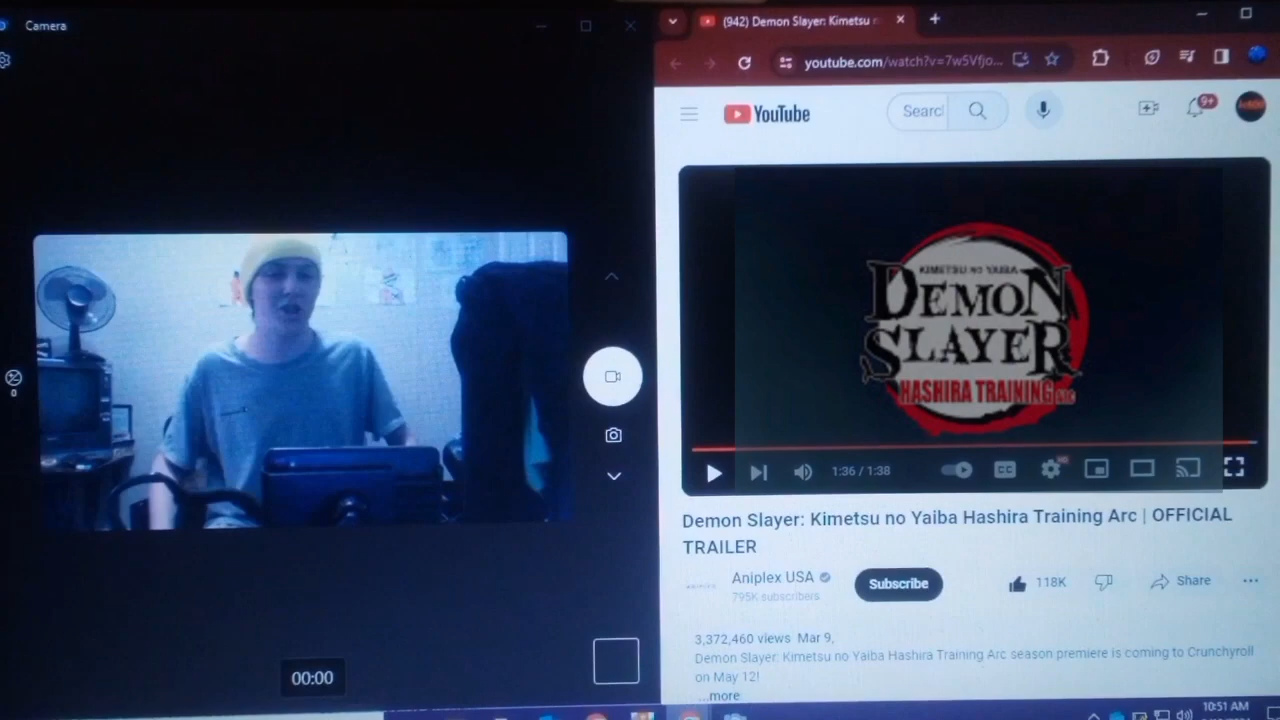 Camera
(942) Demon Slayer: Kimetsu n
youtube.com/watch?v=7w5Vfjo...
YouTube
Searc
9+
KIMETSU NO YAIBA
DEMON
SLAYER
HASHIRA TRAINING ARC
1:36 / 1:38
CC
HD
0
Demon Slayer: Kimetsu no Yaiba Hashira Training Arc | OFFICIAL
TRAILER
Aniplex USA
795K subscribers
Subscribe
118K
Share
3,372,460 views Mar 9,
Demon Slayer: Kimetsu no Yaiba Hashira Training Arc season premiere is coming to Crunchyroll
on May 12!
...more
00:00
10:51 AM